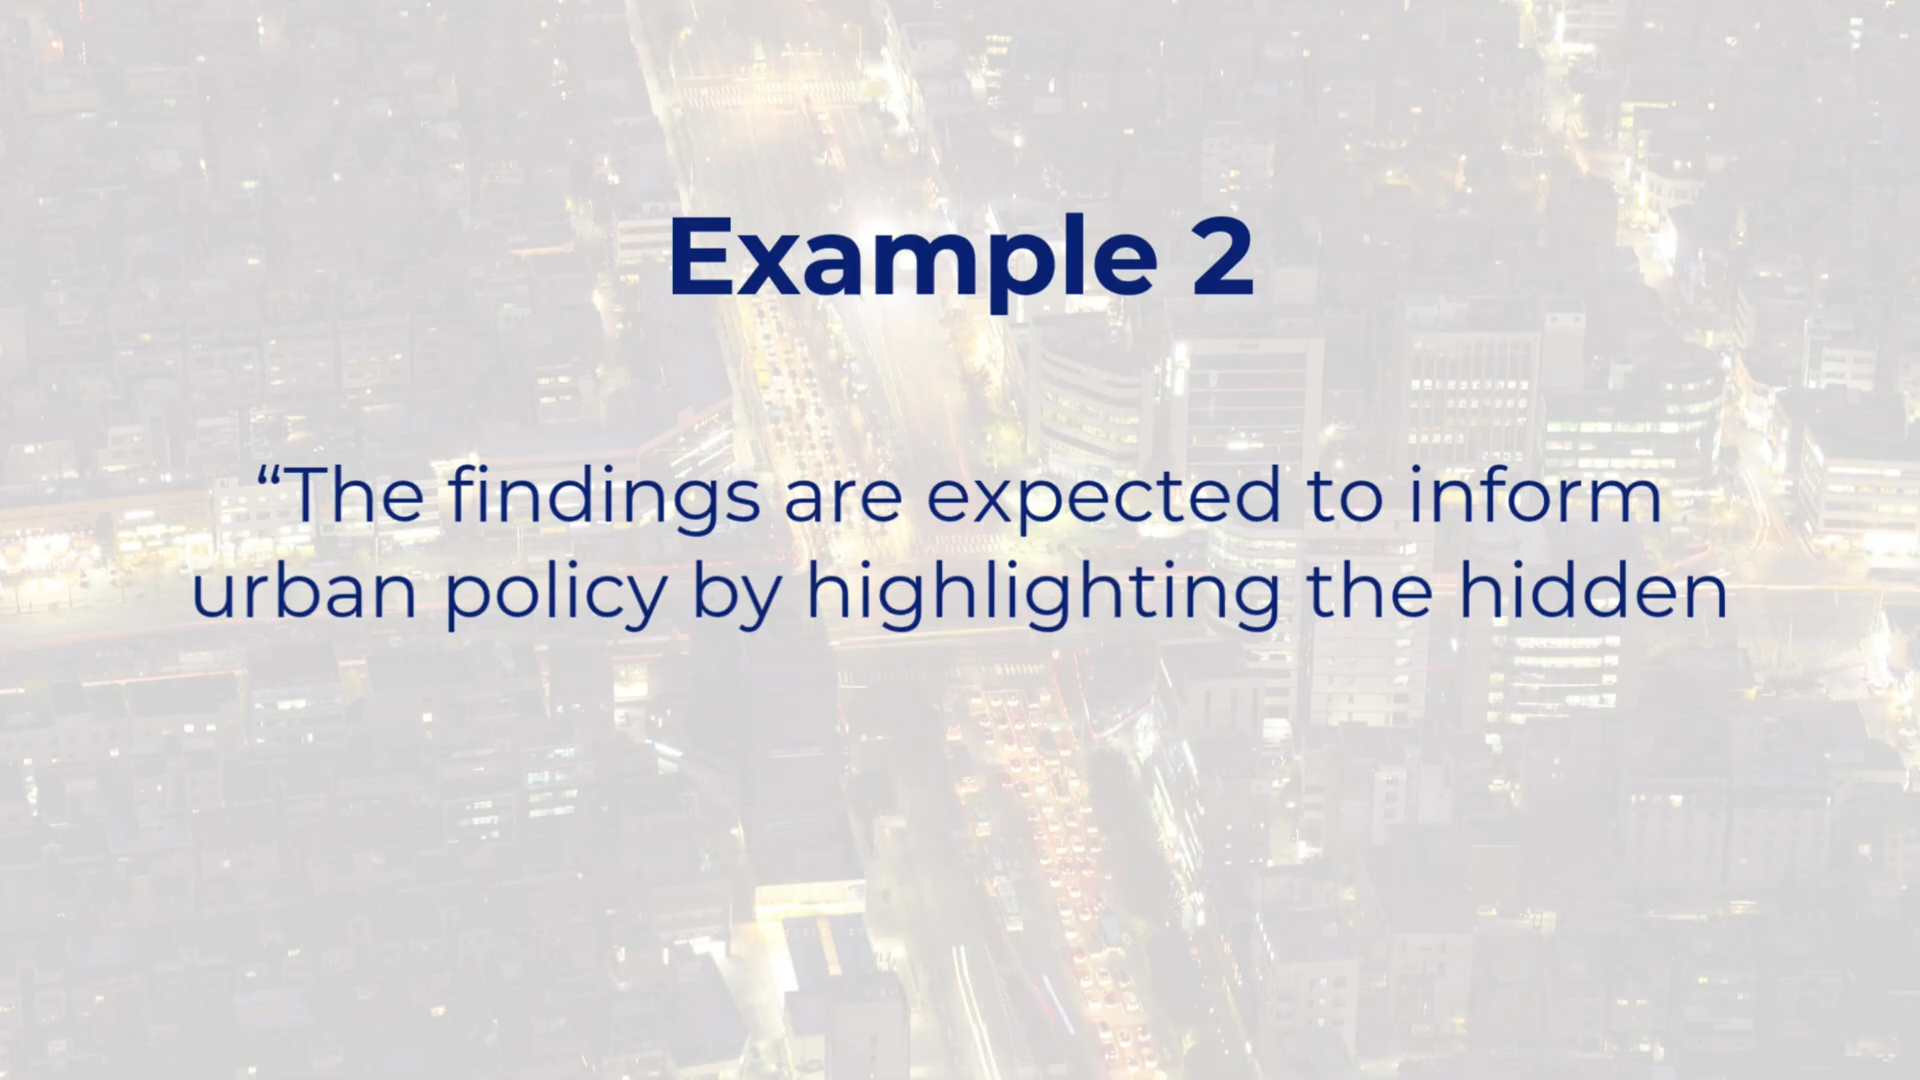 Example 2
“The findings are expected to inform
urban policy by highlighting the hidden